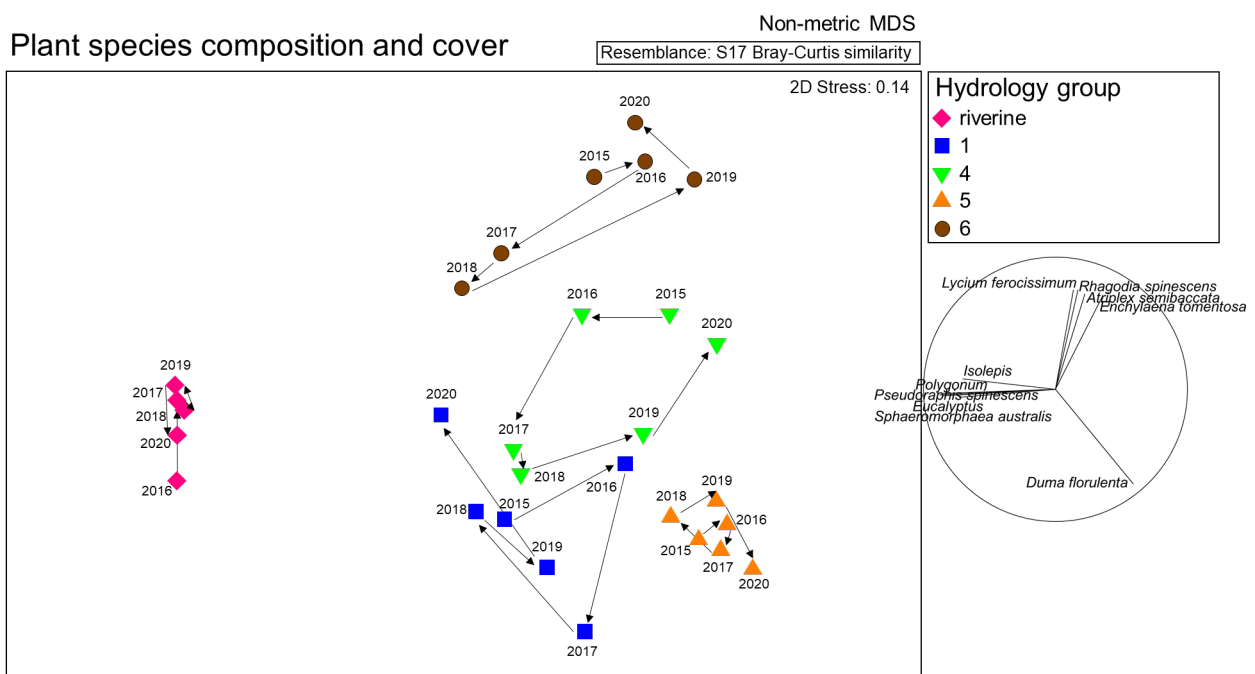 Plant species composition and cover
Non-metric MDS
Resemblance: S17 Bray-Curtis similarity
2D Stress: 0.14
2020
2015
2016
2019
2017
2018
2016
2015
2020
2019
2017
2018
2020
2016
2020
2019
2017
2018
2016
2015
2018
2019
2017
2019
2018
2016
2015
2017
2020
Hydrology group
riverine
1
4
5
6
Lycium ferocissimum
Rhagodia spinescens
Atriplex semibaccata
Enchylaena tomentosa
Isolepis
Polygonum
Pseudoraphis spinescens
Eucalyptus
Sphaeromorphaea australis
Duma florulenta